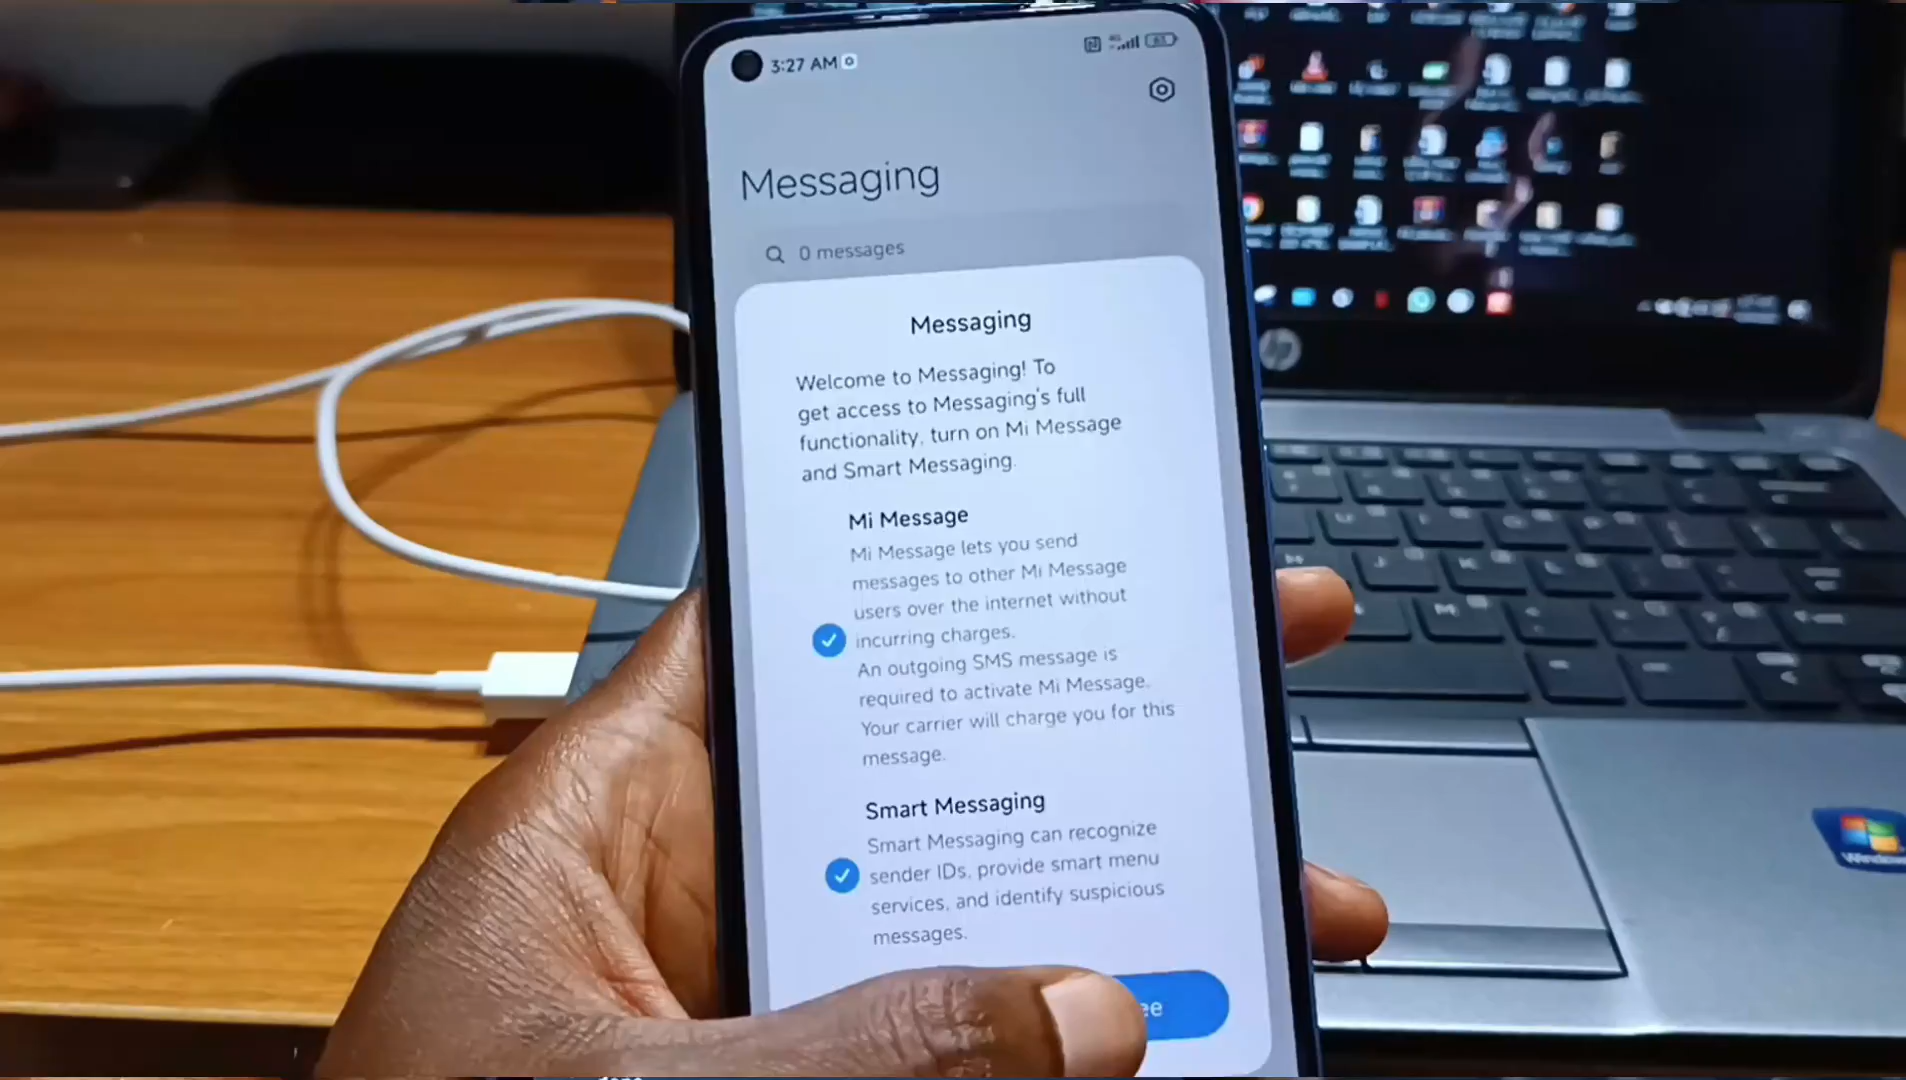 3:27 AM
4G
Messaging
0 messages
Messaging
Welcome to Messaging! To
get access to Messaging's full
functionality, turn on Mi Message
and Smart Messaging.
Mi Message
Mi Message lets you send
messages to other Mi Message
users over the internet without
incurring charges.
An outgoing SMS message is
required to activate Mi Message.
Your carrier will charge you for this
message.
Smart Messaging
Smart Messaging can recognize
sender IDs, provide smart menu
services, and identify suspicious
messages.
ee
hp